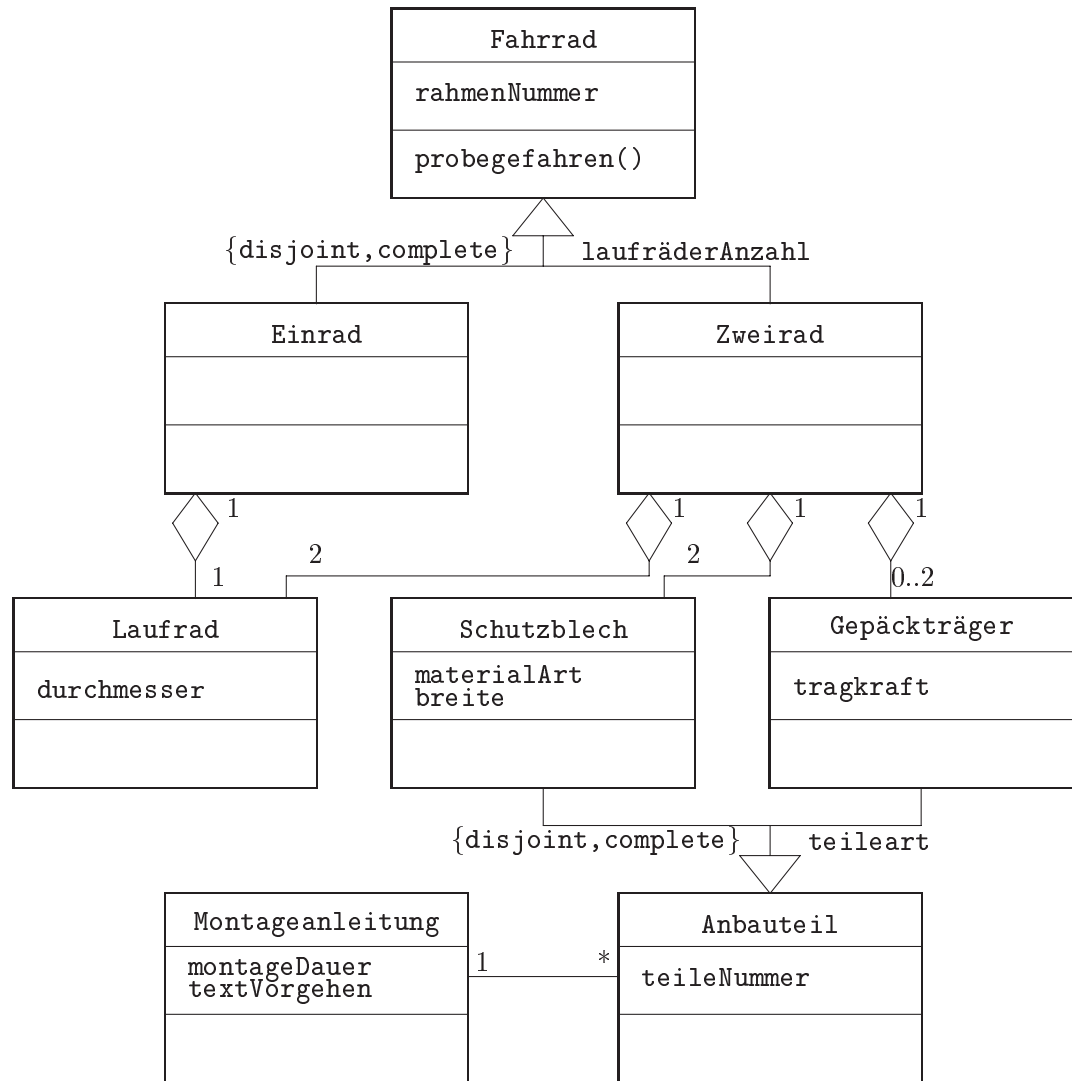 Fahrrad
rahmenNummer
probegefahren()
{disjoint,complete}
laufräderAnzahl
Einrad
Zweirad
1
1
1
1
2
2
1
0..2
Laufrad
Schutzblech
Gepäckträger
durchmesser
materialArt
breite
tragkraft
{disjoint,complete}
teileart
Montageanleitung
Anbauteil
montageDauer
textVorgehen
1
*
teileNummer